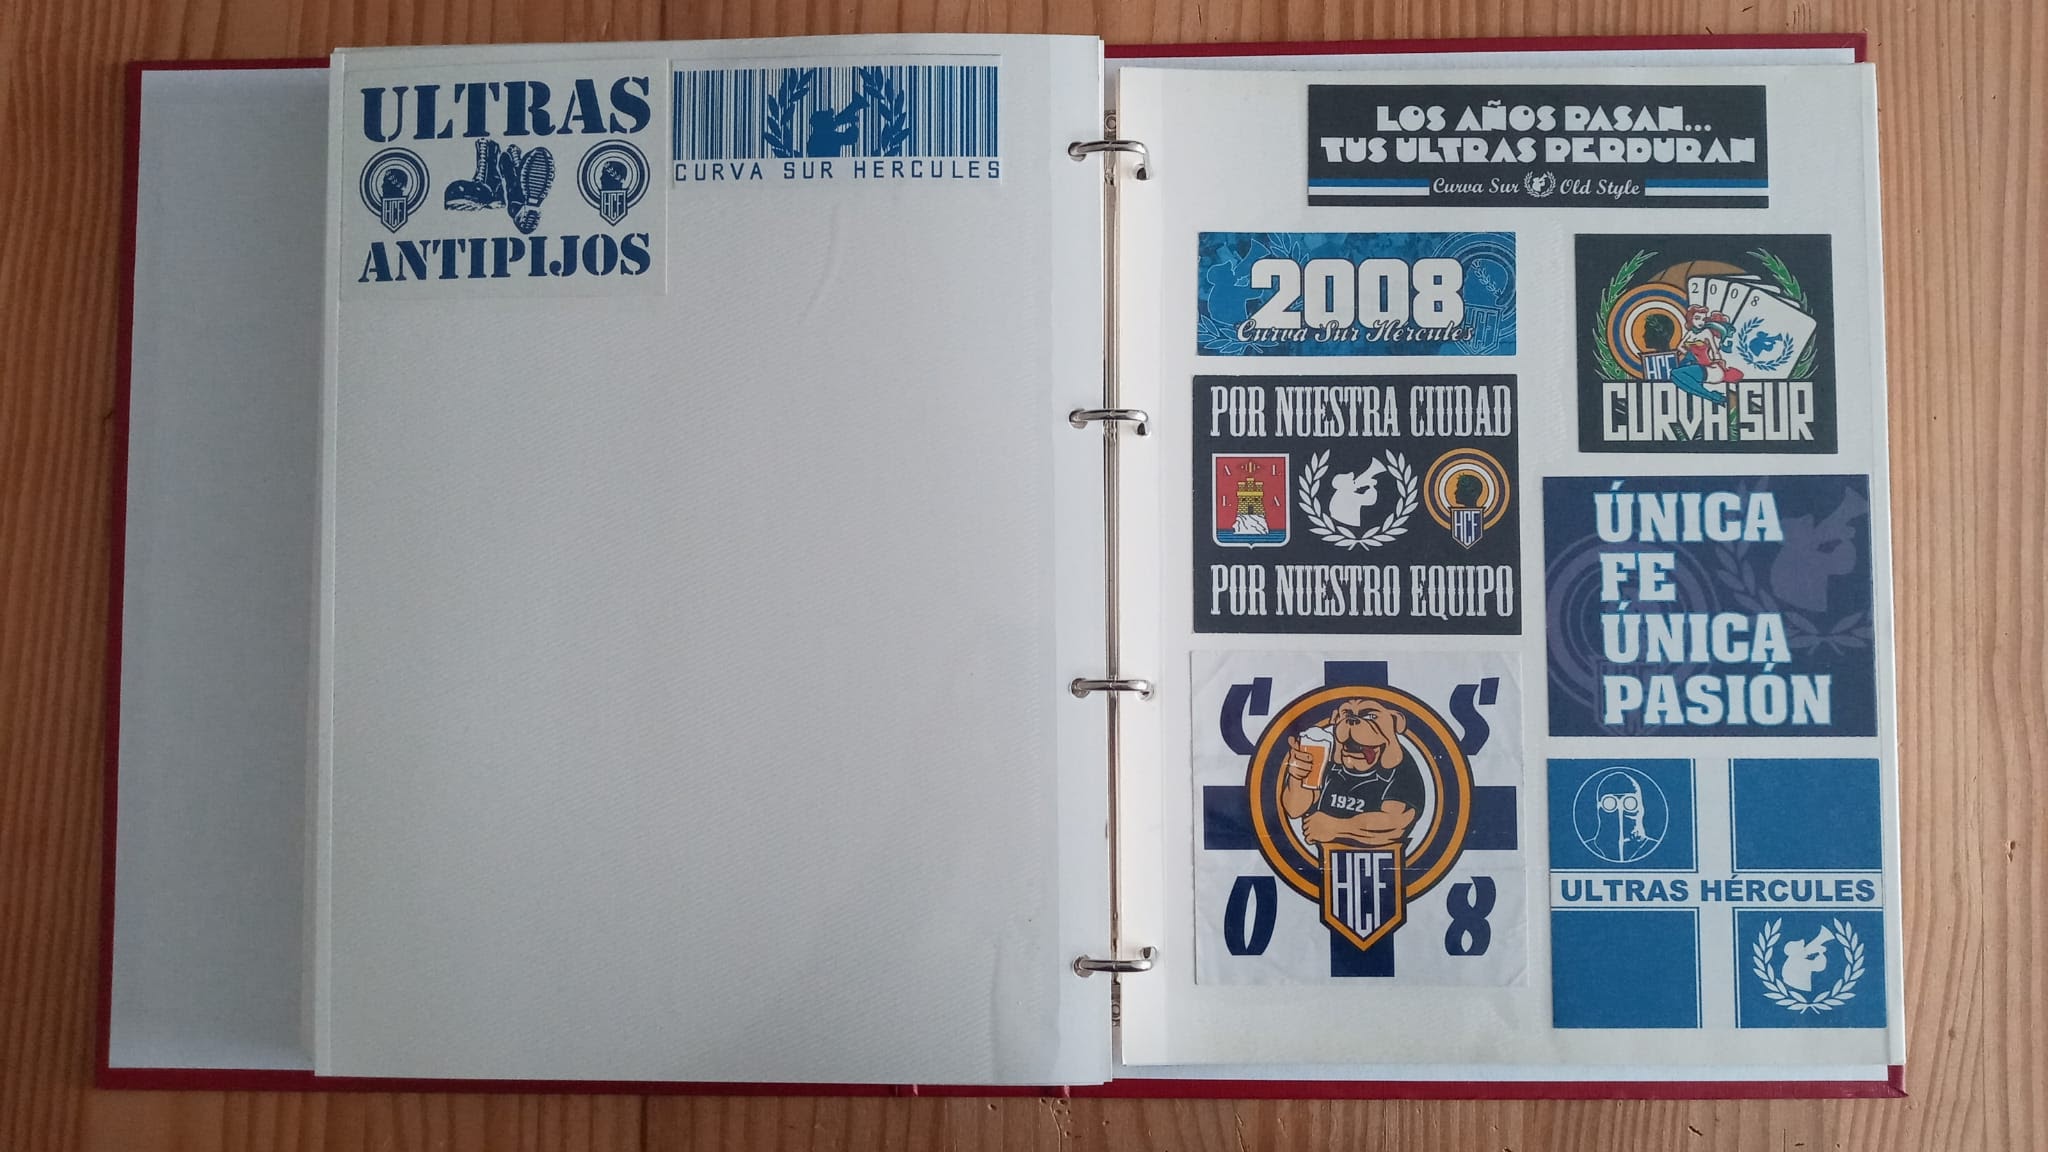 ULTRAS
HCF
HCF
ANTIPIJOS
CURVA SUR HERCULES
LOS AÑOS PASAN...
TUS ULTRAS PERDURAN
Curva Sur Old Style
2008
Curva Sur Hércules
HCF
2008
HCF
CURVA SUR
POR NUESTRA CIUDAD
A L
L A
HCF
POR NUESTRO EQUIPO
ÚNICA
FE
ÚNICA
PASIÓN
C S
1922
HCF
0 8
ULTRAS HÉRCULES